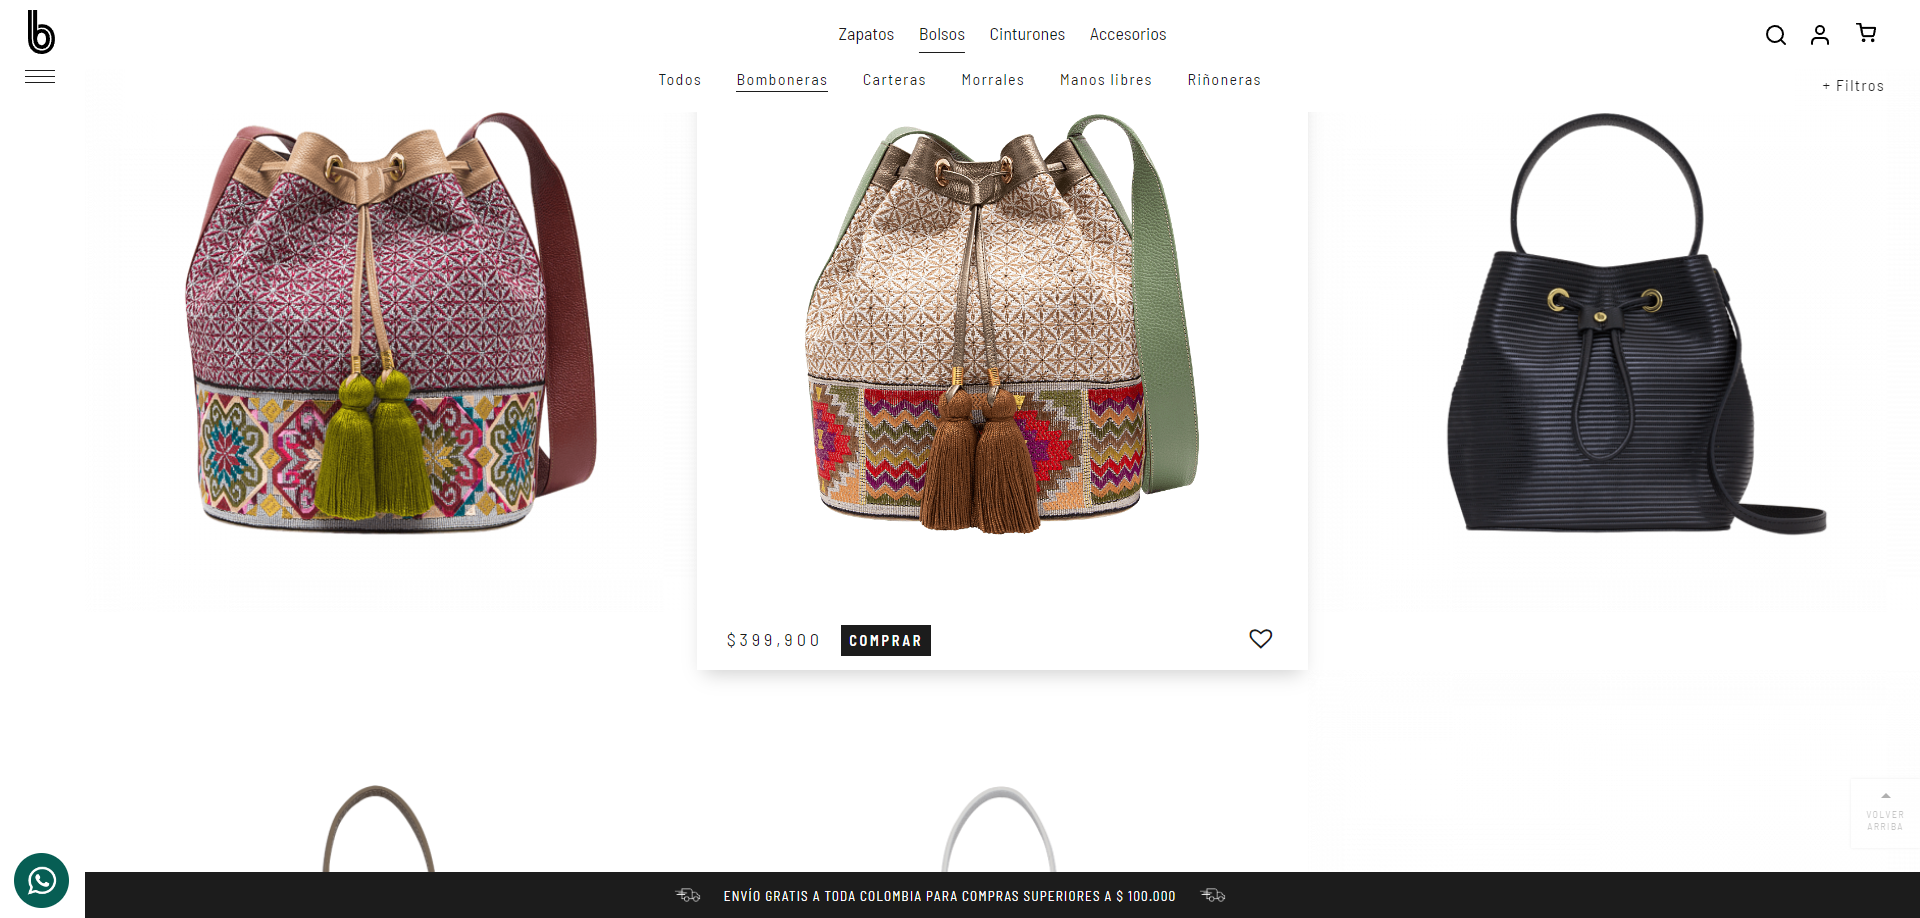 b
Zapatos Bolsos Cinturones Accesorios
Todos Bomboneras Carteras Morrales Manos libres Riñoneras
+ Filtros
$399,900 COMPRAR
VOLVER
ARRIBA
ENVÍO GRATIS A TODA COLOMBIA PARA COMPRAS SUPERIORES A $ 100.000